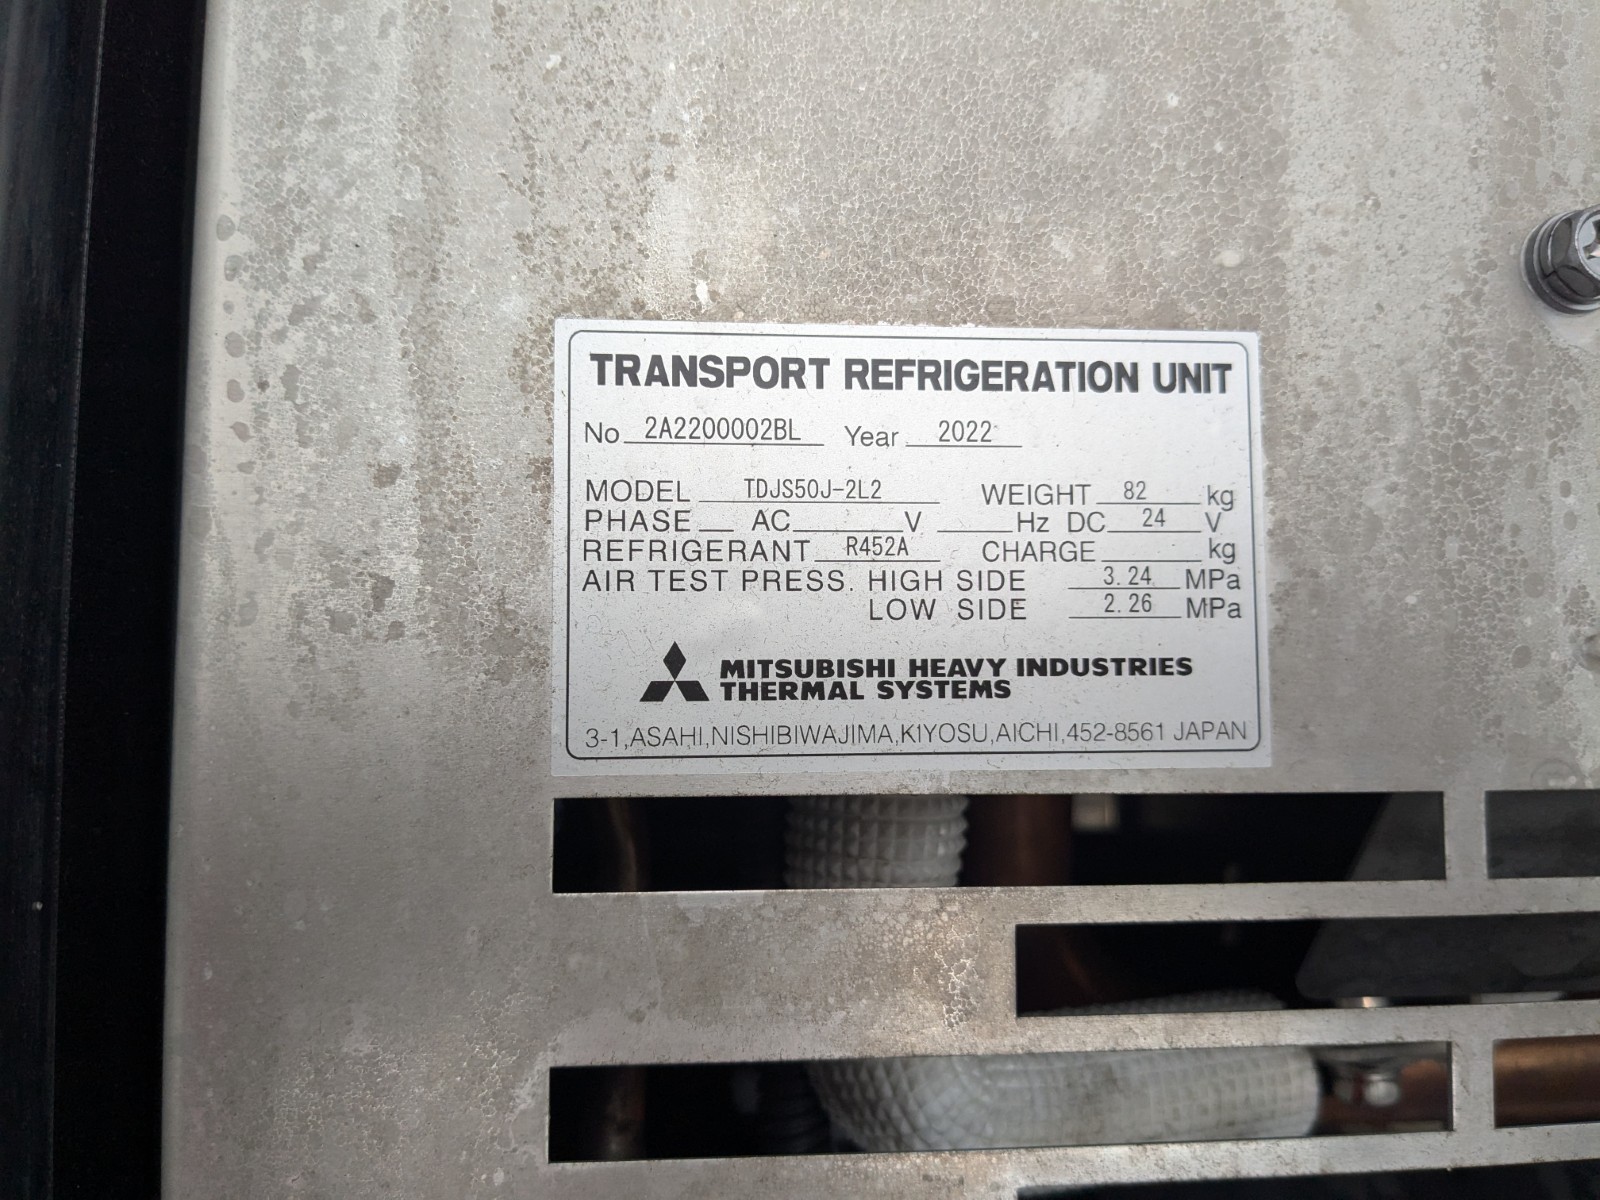 TRANSPORT REFRIGERATION UNIT
No 2A2200002BL Year 2022
MODEL TDJS50J-2L2 WEIGHT 82 kg
PHASE AC V Hz DC 24 V
REFRIGERANT R452A CHARGE kg
AIR TEST PRESS. HIGH SIDE 3.24 MPa
LOW SIDE 2.26 MPa
MITSUBISHI HEAVY INDUSTRIES
THERMAL SYSTEMS
3-1,ASAHI,NISHIBIWAJIMA,KIYOSU,AICHI,452-8561 JAPAN